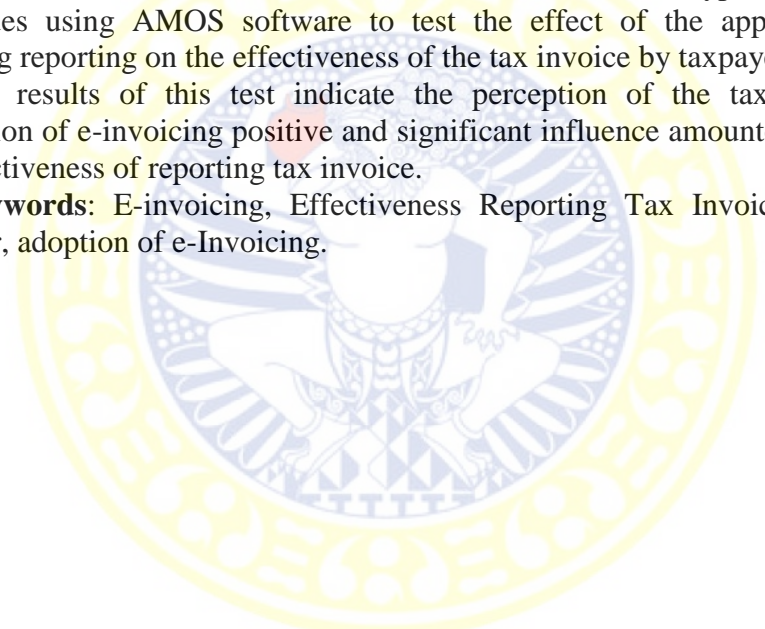 es using AMOS software to test the effect of the app
g reporting on the effectiveness of the tax invoice by taxpaye
results of this test indicate the perception of the tax
ion of e-invoicing positive and significant influence amount
ctiveness of reporting tax invoice.
words: E-invoicing, Effectiveness Reporting Tax Invoic
, adoption of e-Invoicing.